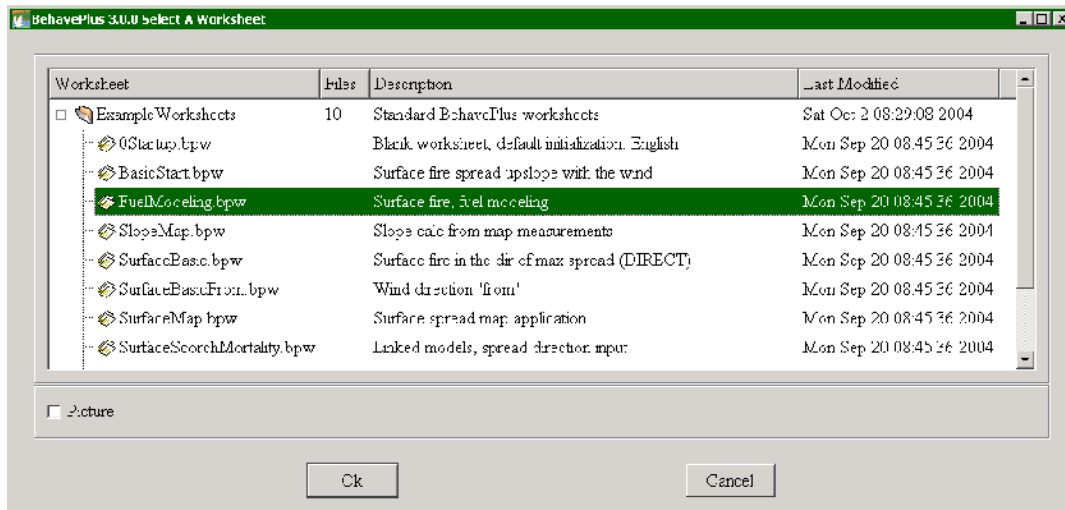 BehavePlus 3.0.0 Select A Worksheet
Worksheet Files Description Last Modified
ExampleWorksheets 10 Standard BehavePlus worksheets Sat Oct 2 08:29:08 2004
0Startup.bpw Blank worksheet, default initialization. English Mon Sep 20 08:45:36 2004
BasicStart.bpw Surface fire spread upslope with the wind Mon Sep 20 08:45:36 2004
FuelModeling.bpw Surface fire, fuel modeling Mon Sep 20 08:45:36 2004
SlopeMap.bpw Slope calc from map measurements Mon Sep 20 08:45:36 2004
SurfaceBasic.bpw Surface fire in the dir of max spread (DIRECT) Mon Sep 20 08:45:36 2004
SurfaceBasicFrom.bpw Wind direction 'from' Mon Sep 20 08:45:36 2004
SurfaceMap.bpw Surface spread map application Mon Sep 20 08:45:36 2004
SurfaceScorchMortality.bpw Linked models, spread direction input Mon Sep 20 08:45:36 2004
Picture
Ok Cancel